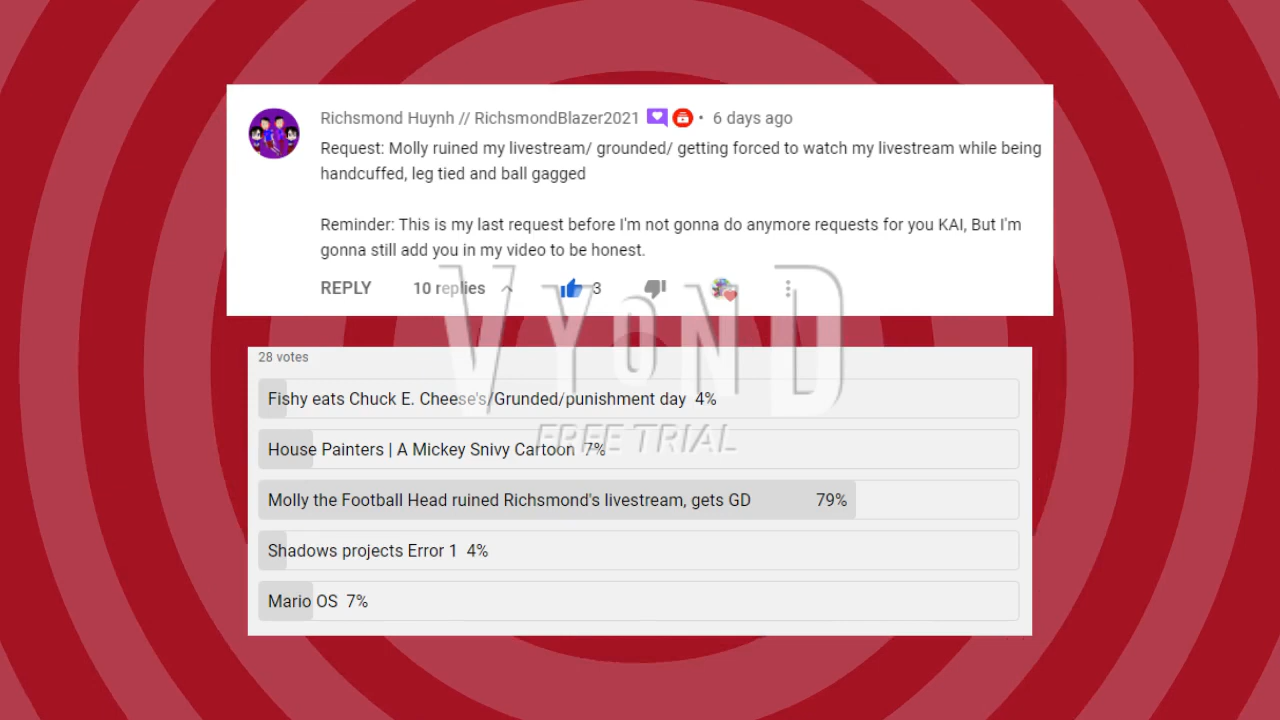 Richsmond Huynh // RichsmondBlazer2021 • 6 days ago
Request: Molly ruined my livestream/ grounded/ getting forced to watch my livestream while being
handcuffed, leg tied and ball gagged
Reminder: This is my last request before I'm not gonna do anymore requests for you KAI, But I'm
gonna still add you in my video to be honest.
REPLY 10 replies 3
VYOND
FREE TRIAL
28 votes
Fishy eats Chuck E. Cheese's/Grunded/punishment day 4%
House Painters | A Mickey Snivy Cartoon 7%
Molly the Football Head ruined Richsmond's livestream, gets GD 79%
Shadows projects Error 1 4%
Mario OS 7%